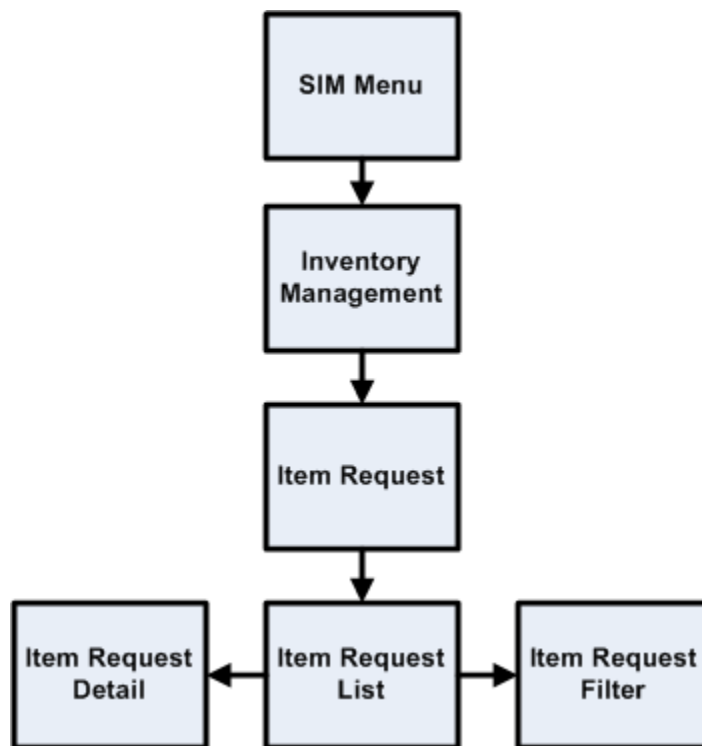 SIM Menu
Inventory
Management
Item Request
Item Request
Detail
Item Request
List
Item Request
Filter